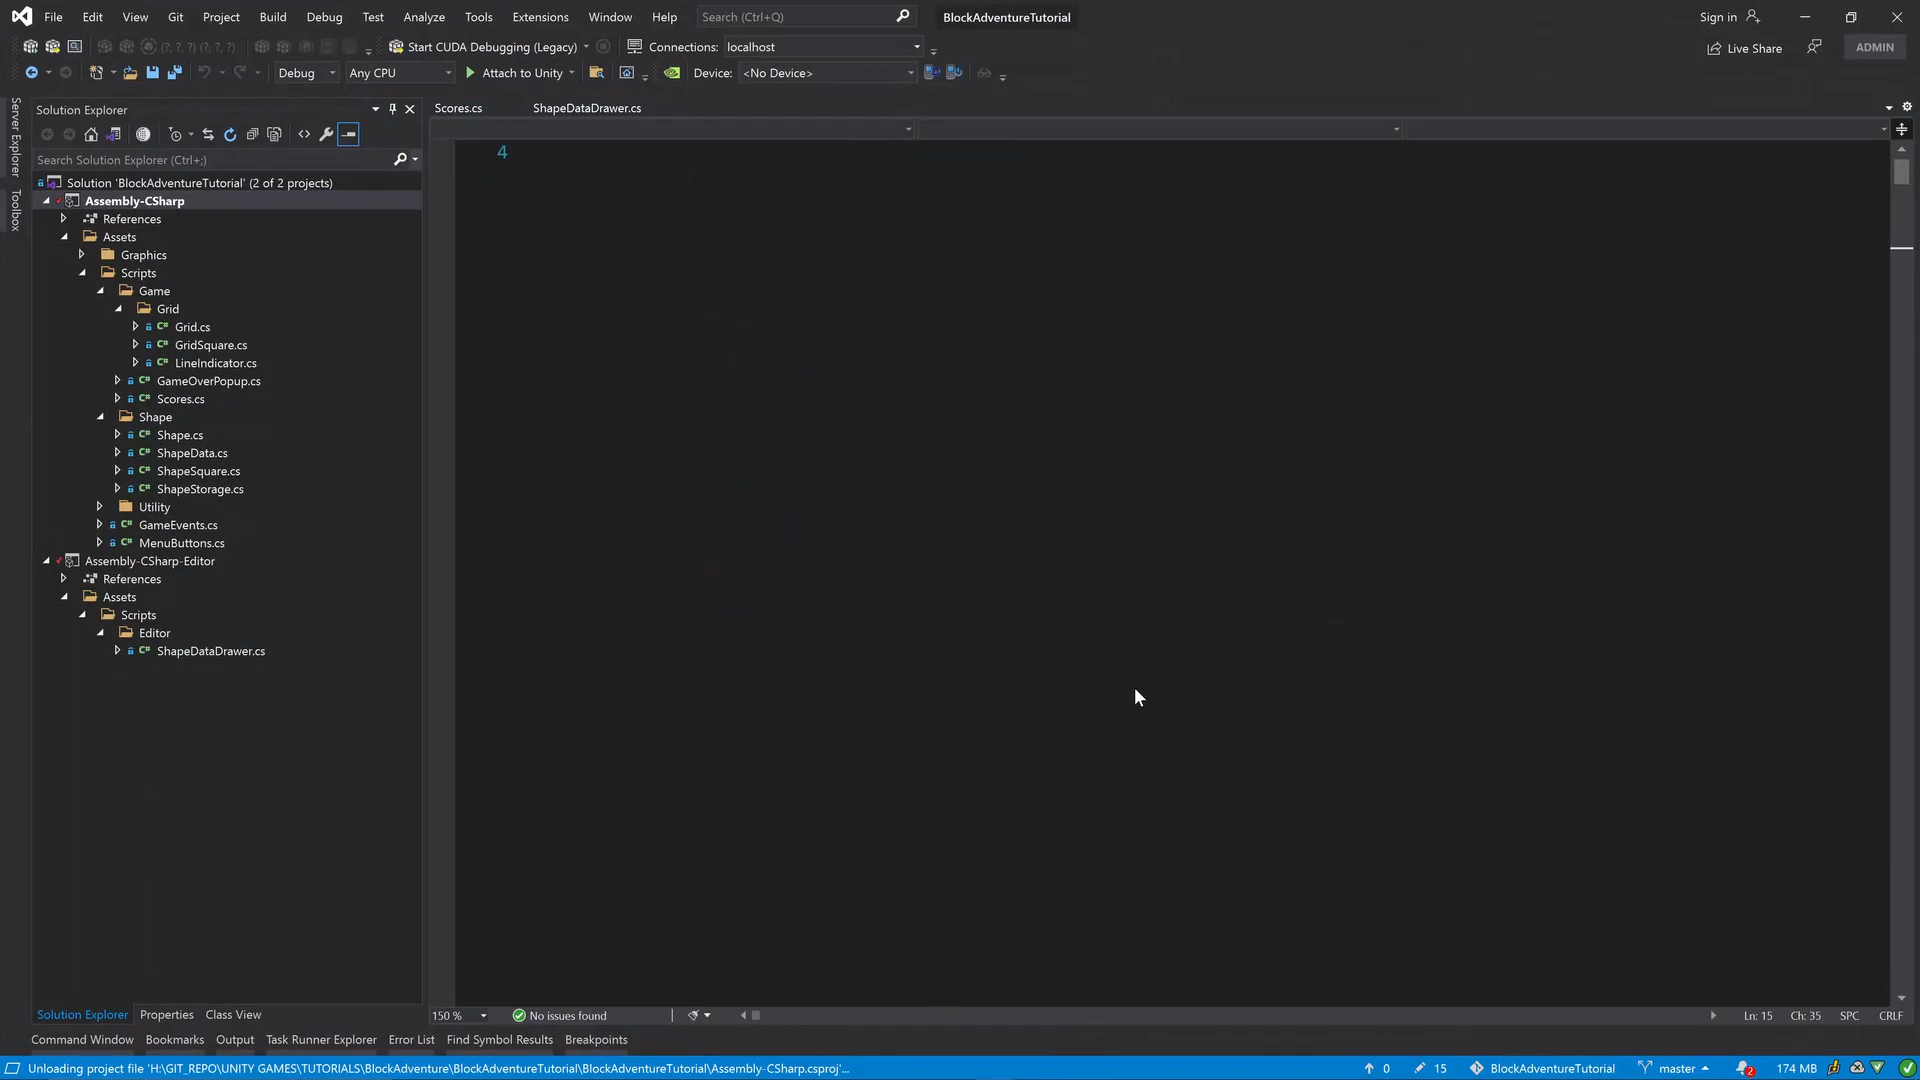 File Edit View Git Project Build Debug Test Analyze Tools Extensions Window Help Search (Ctrl+Q) BlockAdventureTutorial Sign in
(?, ?, ?) (?, ?, ?) Start CUDA Debugging (Legacy) Connections: localhost Live Share ADMIN
Debug Any CPU Attach to Unity Device: <No Device>
Server Explorer
Toolbox
Solution Explorer
Search Solution Explorer (Ctrl+;)
Solution 'BlockAdventureTutorial' (2 of 2 projects)
Assembly-CSharp
References
Assets
Graphics
Scripts
Game
Grid
Grid.cs
GridSquare.cs
LineIndicator.cs
GameOverPopup.cs
Scores.cs
Shape
Shape.cs
ShapeData.cs
ShapeSquare.cs
ShapeStorage.cs
Utility
GameEvents.cs
MenuButtons.cs
Assembly-CSharp-Editor
References
Assets
Scripts
Editor
ShapeDataDrawer.cs
Solution Explorer Properties Class View
Scores.cs ShapeDataDrawer.cs
4
150 % No issues found Ln: 15 Ch: 35 SPC CRLF
Command Window Bookmarks Output Task Runner Explorer Error List Find Symbol Results Breakpoints
Unloading project file 'H:\GIT_REPO\UNITY GAMES\TUTORIALS\BlockAdventure\BlockAdventureTutorial\BlockAdventureTutorial\Assembly-CSharp.csproj'... 0 15 BlockAdventureTutorial master 2 174 MB